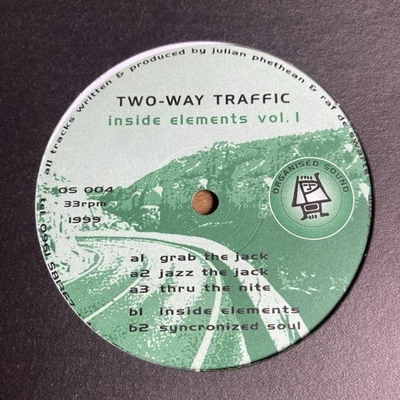 all tracks written & produced by julian phethean & raf
TWO-WAY TRAFFIC
inside elements vol. 1
ORGANISED SOUND
OS 004
33rpm
1999
a1 grab the jack
a2 jazz the jack
a3 thru the nite
b1 inside elements
b2 syncronized soul